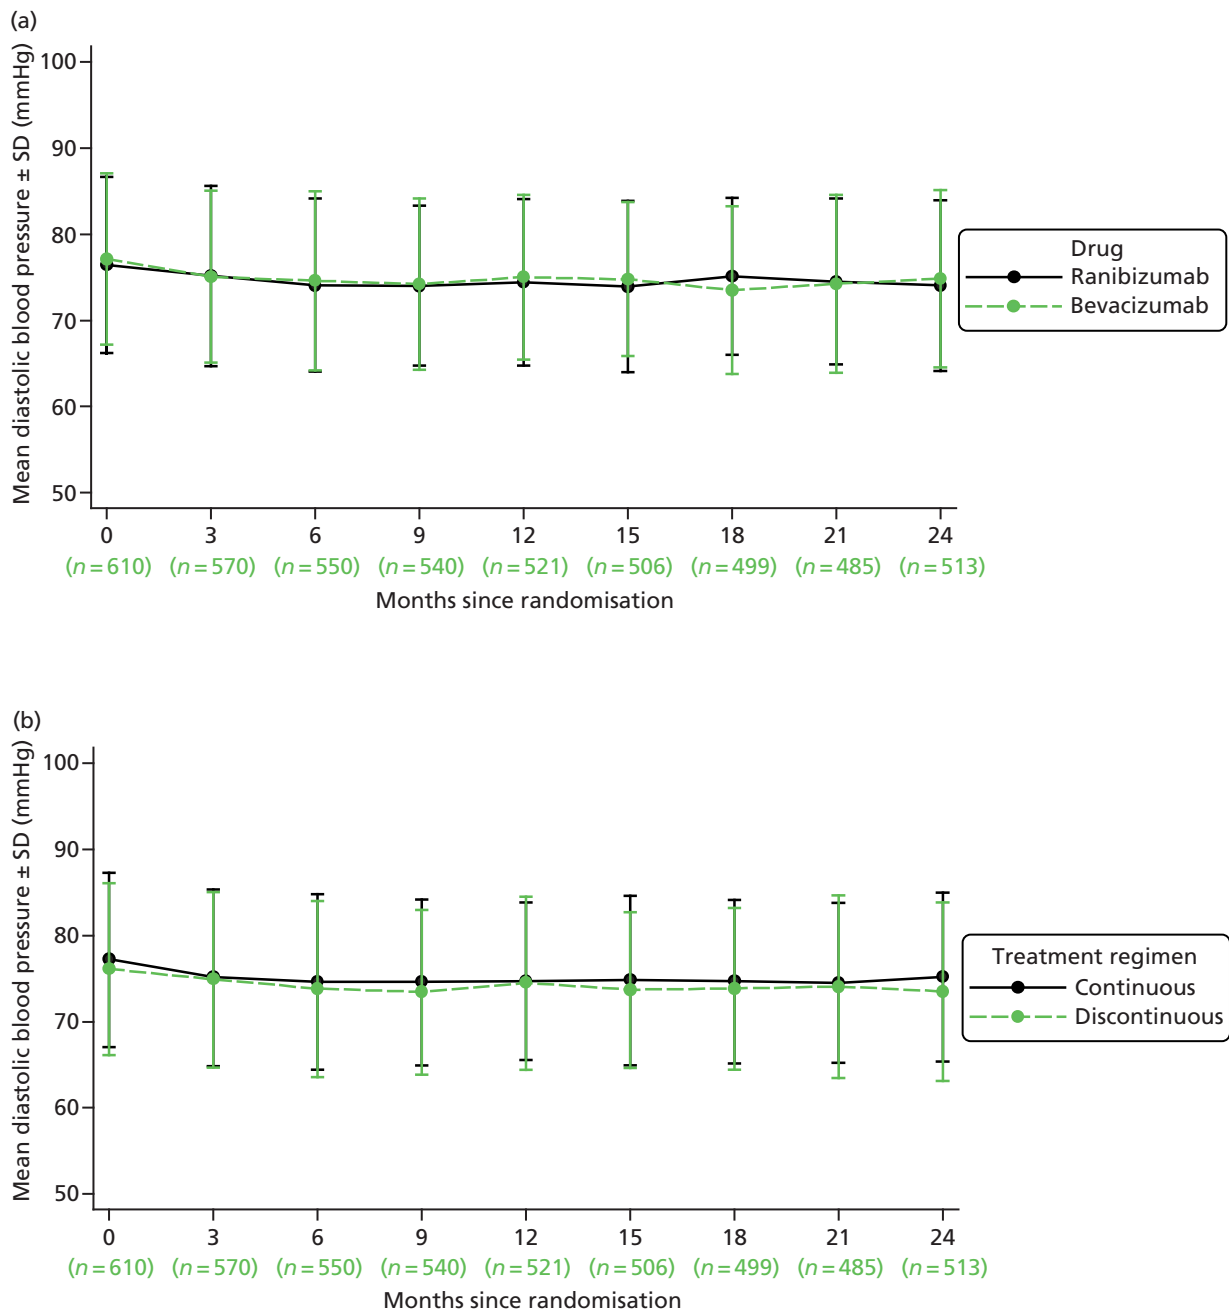 (a)
Mean diastolic blood pressure ± SD (mmHg)
100
90
80
70
60
50
0 3 6 9 12 15 18 21 24
(n=610) (n=570) (n=550) (n=540) (n=521) (n=506) (n=499) (n=485) (n=513)
Months since randomisation
Drug
Ranibizumab
Bevacizumab
(b)
Mean diastolic blood pressure ± SD (mmHg)
100
90
80
70
60
50
0 3 6 9 12 15 18 21 24
(n=610) (n=570) (n=550) (n=540) (n=521) (n=506) (n=499) (n=485) (n=513)
Months since randomisation
Treatment regimen
Continuous
Discontinuous